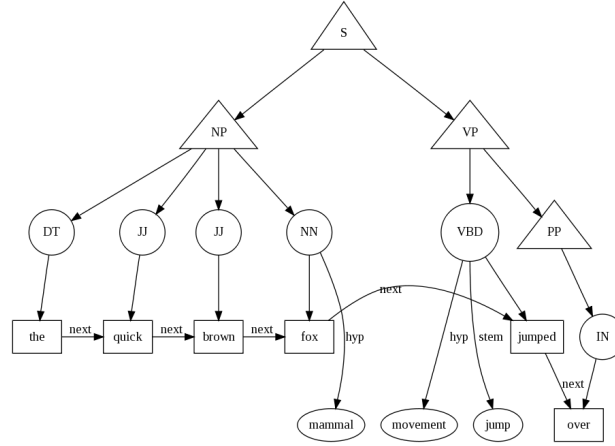 S
NP VP
DT JJ JJ NN VBD PP
next
the next quick next brown next fox hyp hyp stem jumped IN
next
mammal movement jump over